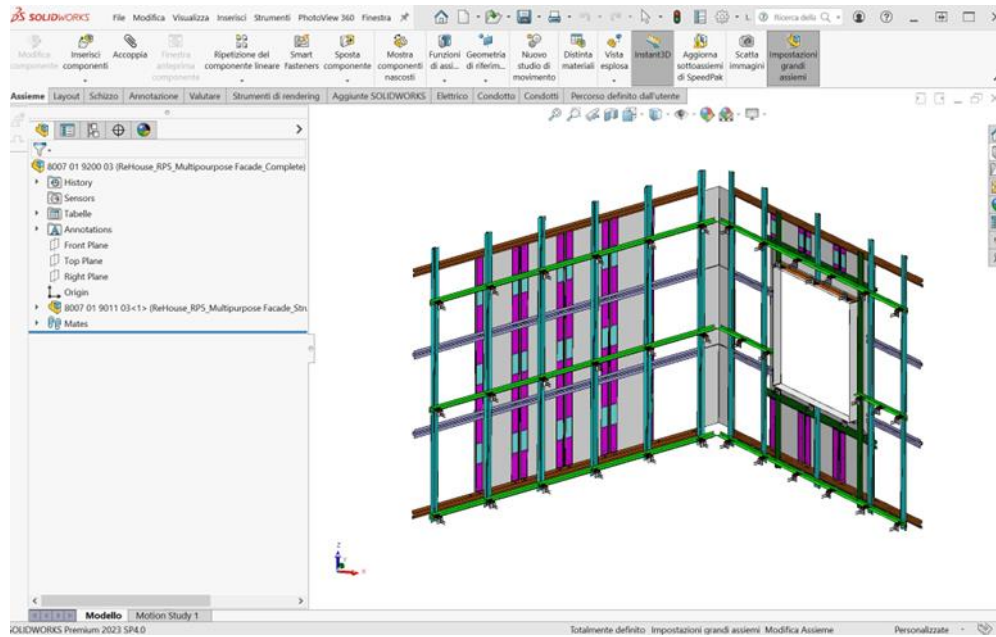 SOLIDWORKS File Modifica Visualizza Inserisci Strumenti PhotoView 360 Finestra Ricerca della Q
Modifica componente
Inserisci componenti
Accoppia
Finestra anteprima componente
Ripetizione del componente lineare
Smart Fasteners
Sposta componente
Mostra componenti nascosti
Funzioni di assi...
Geometria di riferim...
Nuovo studio di movimento
Distinta materiali
Vista esplosa
Instant3D
Aggiorna sottoassiemi di SpeedPak
Scatta immagini
Impostazioni grandi assiemi
Assieme Layout Schizzo Annotazione Valutare Strumenti di rendering Aggiunte SOLIDWORKS Elettrico Condotto Condotti Percorso definito dall'utente
8007 01 9200 03 (ReHouse_RP5_Multipourpose Facade_Complete)
History
Sensors
Tabelle
Annotations
Front Plane
Top Plane
Right Plane
Origin
8007 01 9011 03<1> (ReHouse_RP5_Multipurpose Facade_Stru
Mates
Modello Motion Study 1
SOLIDWORKS Premium 2023 SP4.0 Totalmente definito Impostazioni grandi assiemi Modifica Assieme Personalizzate